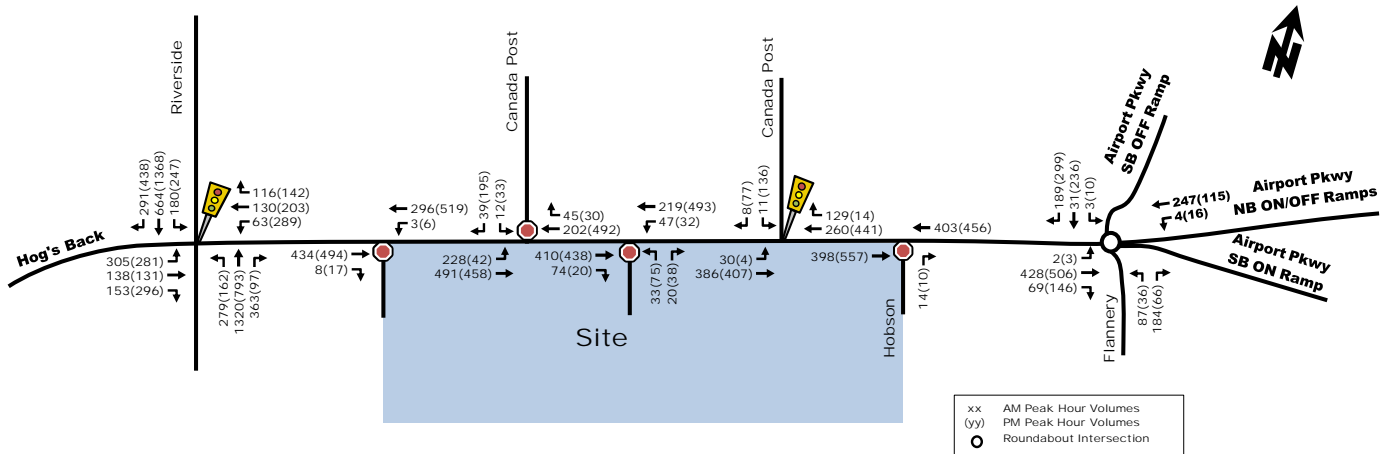 Riverside
Canada Post
Canada Post
Airport Pkwy
SB OFF Ramp
Airport Pkwy
NB ON/OFF Ramps
Airport Pkwy
SB ON Ramp
Hog's Back
Flannery
Hobson
Site
291(438)
664(1368)
180(247)
116(142)
130(203)
63(289)
305(281)
138(131)
153(296)
279(162)
1320(793)
363(97)
296(519)
3(6)
434(494)
8(17)
39(195)
12(33)
45(30)
202(492)
228(42)
491(458)
219(493)
47(32)
410(438)
74(20)
33(75)
20(38)
8(77)
11(136)
129(14)
260(441)
30(4)
386(407)
403(456)
398(557)
14(10)
189(299)
31(236)
3(10)
247(115)
4(16)
2(3)
428(506)
69(146)
87(36)
184(66)
xx AM Peak Hour Volumes
(yy) PM Peak Hour Volumes
Roundabout Intersection